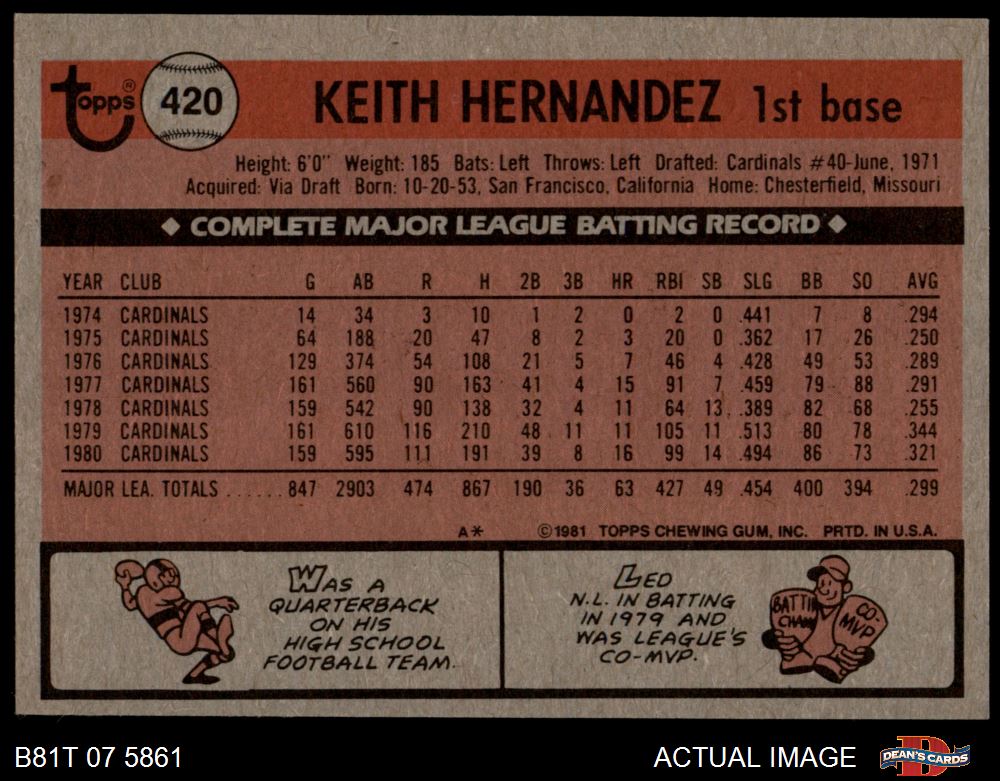 Topps® 420 KEITH HERNANDEZ 1st base
Height: 6'0" Weight: 185 Bats: Left Throws: Left Drafted: Cardinals #40-June, 1971
Acquired: Via Draft Born: 10-20-53, San Francisco, California Home: Chesterfield, Missouri
◆ COMPLETE MAJOR LEAGUE BATTING RECORD ◆
YEAR CLUB G AB R H 2B 3B HR RBI SB SLG BB SO AVG
1974 CARDINALS 14 34 3 10 1 2 0 2 0 .441 7 8 .294
1975 CARDINALS 64 188 20 47 8 2 3 20 0 .362 17 26 .250
1976 CARDINALS 129 374 54 108 21 5 7 46 4 .428 49 53 .289
1977 CARDINALS 161 560 90 163 41 4 15 91 7 .459 79 88 .291
1978 CARDINALS 159 542 90 138 32 4 11 64 13 .389 82 68 .255
1979 CARDINALS 161 610 116 210 48 11 11 105 11 .513 80 78 .344
1980 CARDINALS 159 595 111 191 39 8 16 99 14 .494 86 73 .321
MAJOR LEA. TOTALS ...... 847 2903 474 867 190 36 63 427 49 .454 400 394 .299
A* ©1981 TOPPS CHEWING GUM, INC. PRTD. IN U.S.A.
WAS A
QUARTERBACK
ON HIS
HIGH SCHOOL
FOOTBALL TEAM.
LED
N.L. IN BATTING
IN 1979 AND
WAS LEAGUE'S
CO-MVP.
BATTING
CHAMP
CO-
MVP
B81T 07 5861 ACTUAL IMAGE DEAN'S CARDS